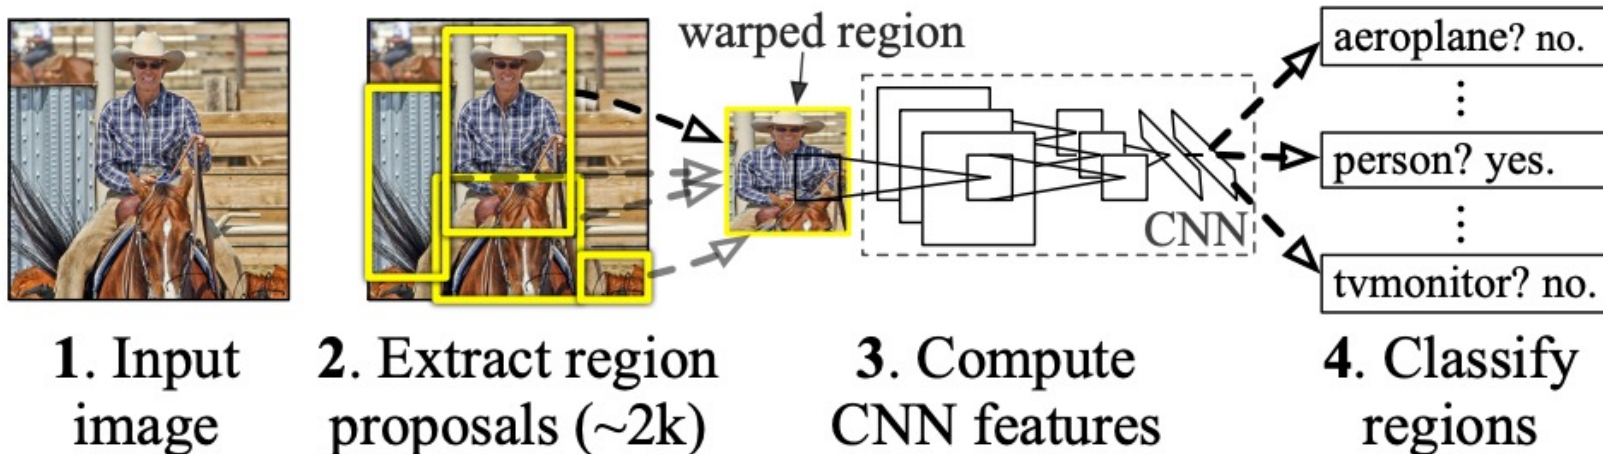 warped region
aeroplane? no.
person? yes.
CNN
tvmonitor? no.
1. Input
image
2. Extract region
proposals (~2k)
3. Compute
CNN features
4. Classify
regions